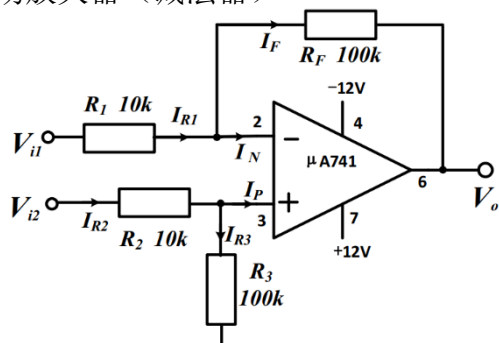 放大器（减法器）
I_F
R_F 100k
−12V
R_1 10k
I_R1
2
−
4
V_i1
I_N
μA741
V_i2
I_P
6
I_R2
3
+
7
V_o
R_2 10k
I_R3
+12V
R_3
100k